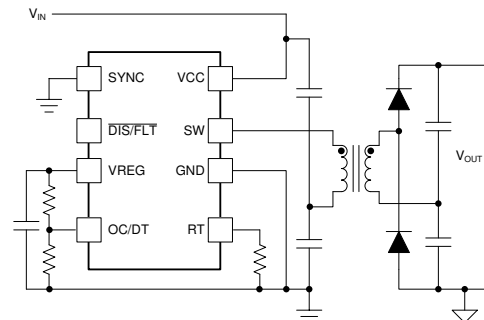 VIN
SYNC VCC
DIS/FLT SW
VREG GND
OC/DT RT
VOUT